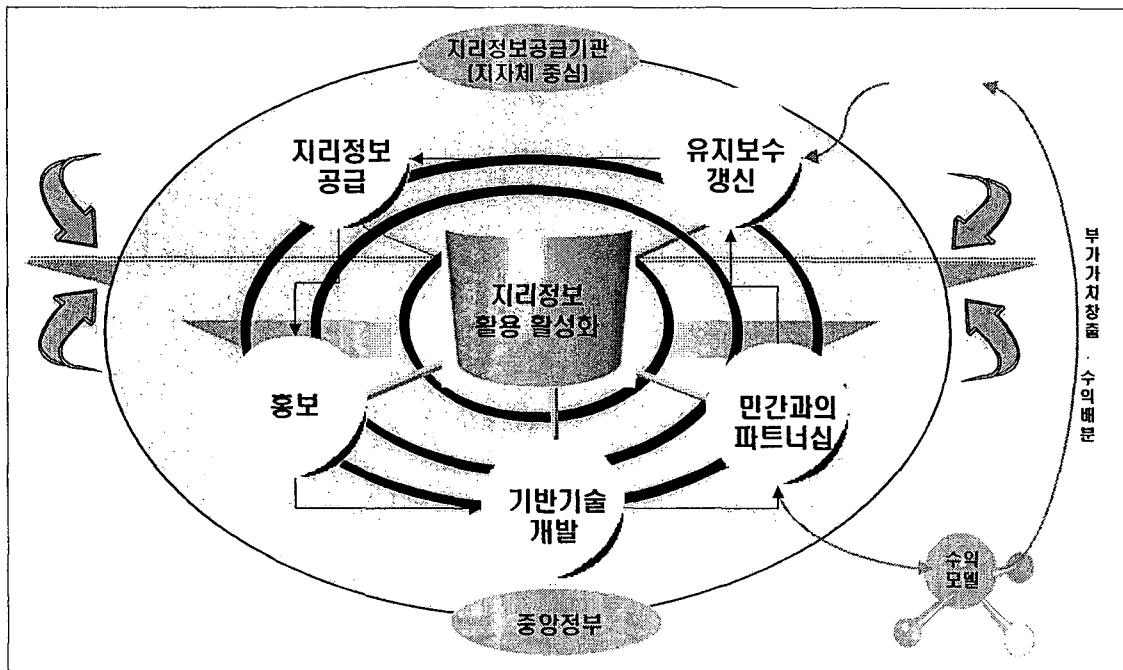 지리정보공급기관
(지자체 중심)
지리정보
공급
유지보수
갱신
지리정보
활용 활성화
홍보
민간과의
파트너십
기반기술
개발
중앙정부
수익
모델
부가가치창출 · 수익배분